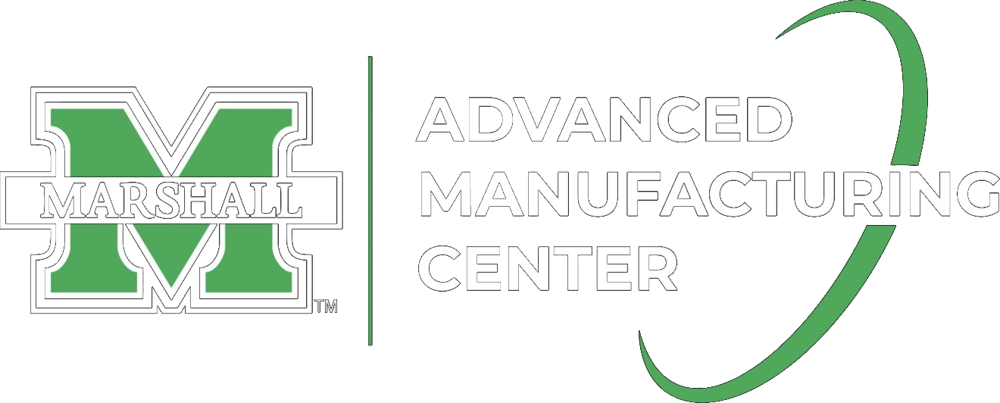 MARSHALL
TM
ADVANCED
MANUFACTURING
CENTER